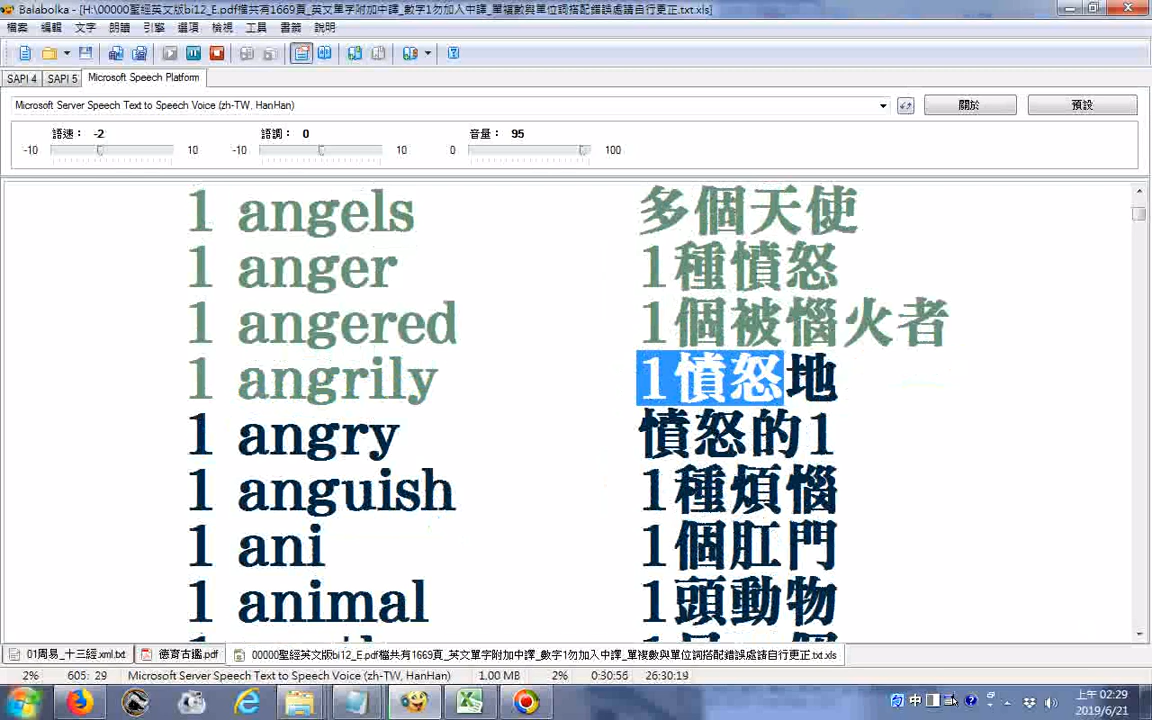 Balabolka - [H:\00000聖經英文版bi12_E.pdf檔共有1669頁_英文單字附加中譯_數字1勿加入中譯_單複數與單位詞搭配錯誤處請自行更正.txt.xls]
檔案 編輯 文字 朗讀 引擎 選項 檢視 工具 書籤 說明
SAPI 4 SAPI 5 Microsoft Speech Platform
Microsoft Server Speech Text to Speech Voice (zh-TW, HanHan) 關於 預設
語速： -2 語調： 0 音量： 95
-10 10 -10 10 0 100
1 angels 多個天使
1 anger 1種憤怒
1 angered 1個被惱火者
1 angrily 1憤怒地
1 angry 憤怒的1
1 anguish 1種煩惱
1 ani 1個肛門
1 animal 1頭動物
01周易_十三經.xml.txt 德育古鑑.pdf 00000聖經英文版bi12_E.pdf檔共有1669頁_英文單字附加中譯_數字1勿加入中譯_單複數與單位詞搭配錯誤處請自行更正.txt.xls
2% 605: 29 Microsoft Server Speech Text to Speech Voice (zh-TW, HanHan) 1,00 MB 2% 0:30:56 26:30:19
中 上午 02:29
2019/6/21